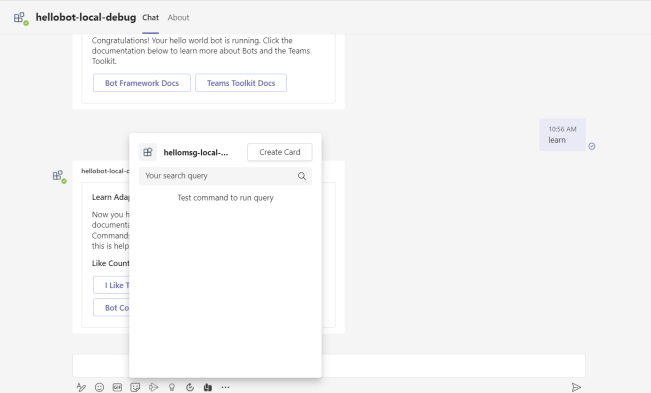 hellobot-local-debug Chat About
Congratulations! Your hello world bot is running. Click the
documentation below to learn more about Bots and the Teams
Toolkit.
Bot Framework Docs Teams Toolkit Docs
10:56 AM
learn
hellomsg-local-... Create Card
Your search query
Test command to run query
hellobot-local-d
Learn Adap
Now you h
documenta
Command
this is help
Like Count
I Like T
Bot Co
GIF